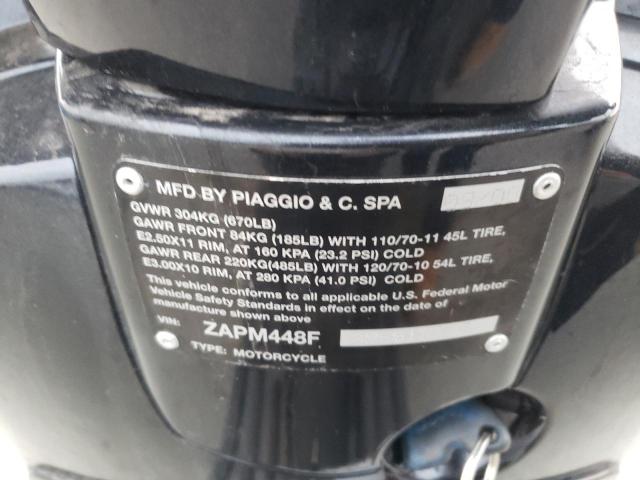 MFD BY PIAGGIO & C. SPA
GVWR 304KG (670LB)
GAWR FRONT 84KG (185LB) WITH 110/70-11 45L TIRE,
E2.50X11 RIM, AT 160 KPA (23.2 PSI) COLD
GAWR REAR 220KG(485LB) WITH 120/70-10 54L TIRE,
E3.00X10 RIM, AT 280 KPA (41.0 PSI) COLD
This vehicle conforms to all applicable U.S. Federal Motor
Vehicle Safety Standards in effect on the date of
manufacture shown above
VIN: ZAPM448F
TYPE: MOTORCYCLE